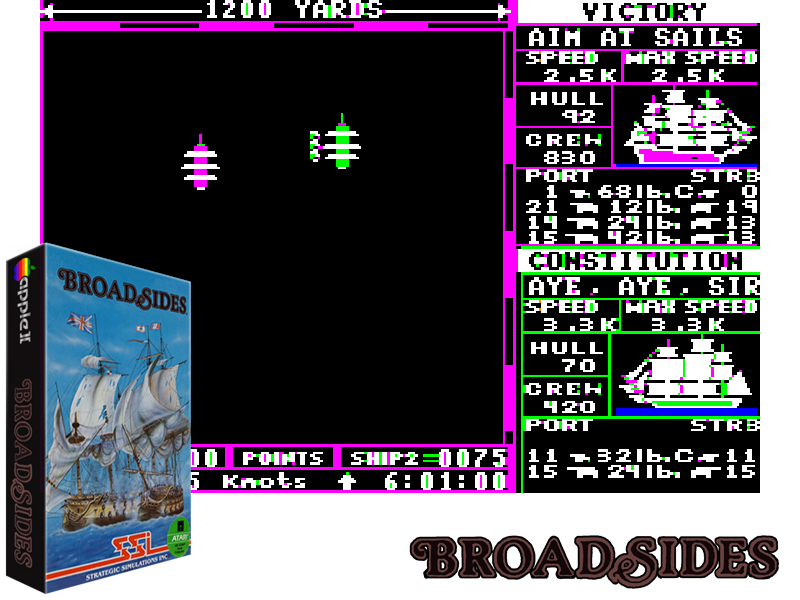 1200 YARDS
VICTORY
AIM AT SAILS
SPEED MAX SPEED
2.5K 2.5K
HULL
92
CREW
830
PORT STRB
1 68lb.C 0
21 12lb. 19
14 24lb. 13
15 42lb. 13
CONSTITUTION
AYE, AYE, SIR
SPEED MAX SPEED
3.3K 3.3K
HULL
70
CREW
420
PORT STRB
11 32lb.C 11
15 24lb. 15
00 POINTS SHIP2=0075
5 Knots 6:01:00
apple II
BROADSIDES
BROADSIDES
SSI
STRATEGIC SIMULATIONS INC
ATARI
BROADSIDES